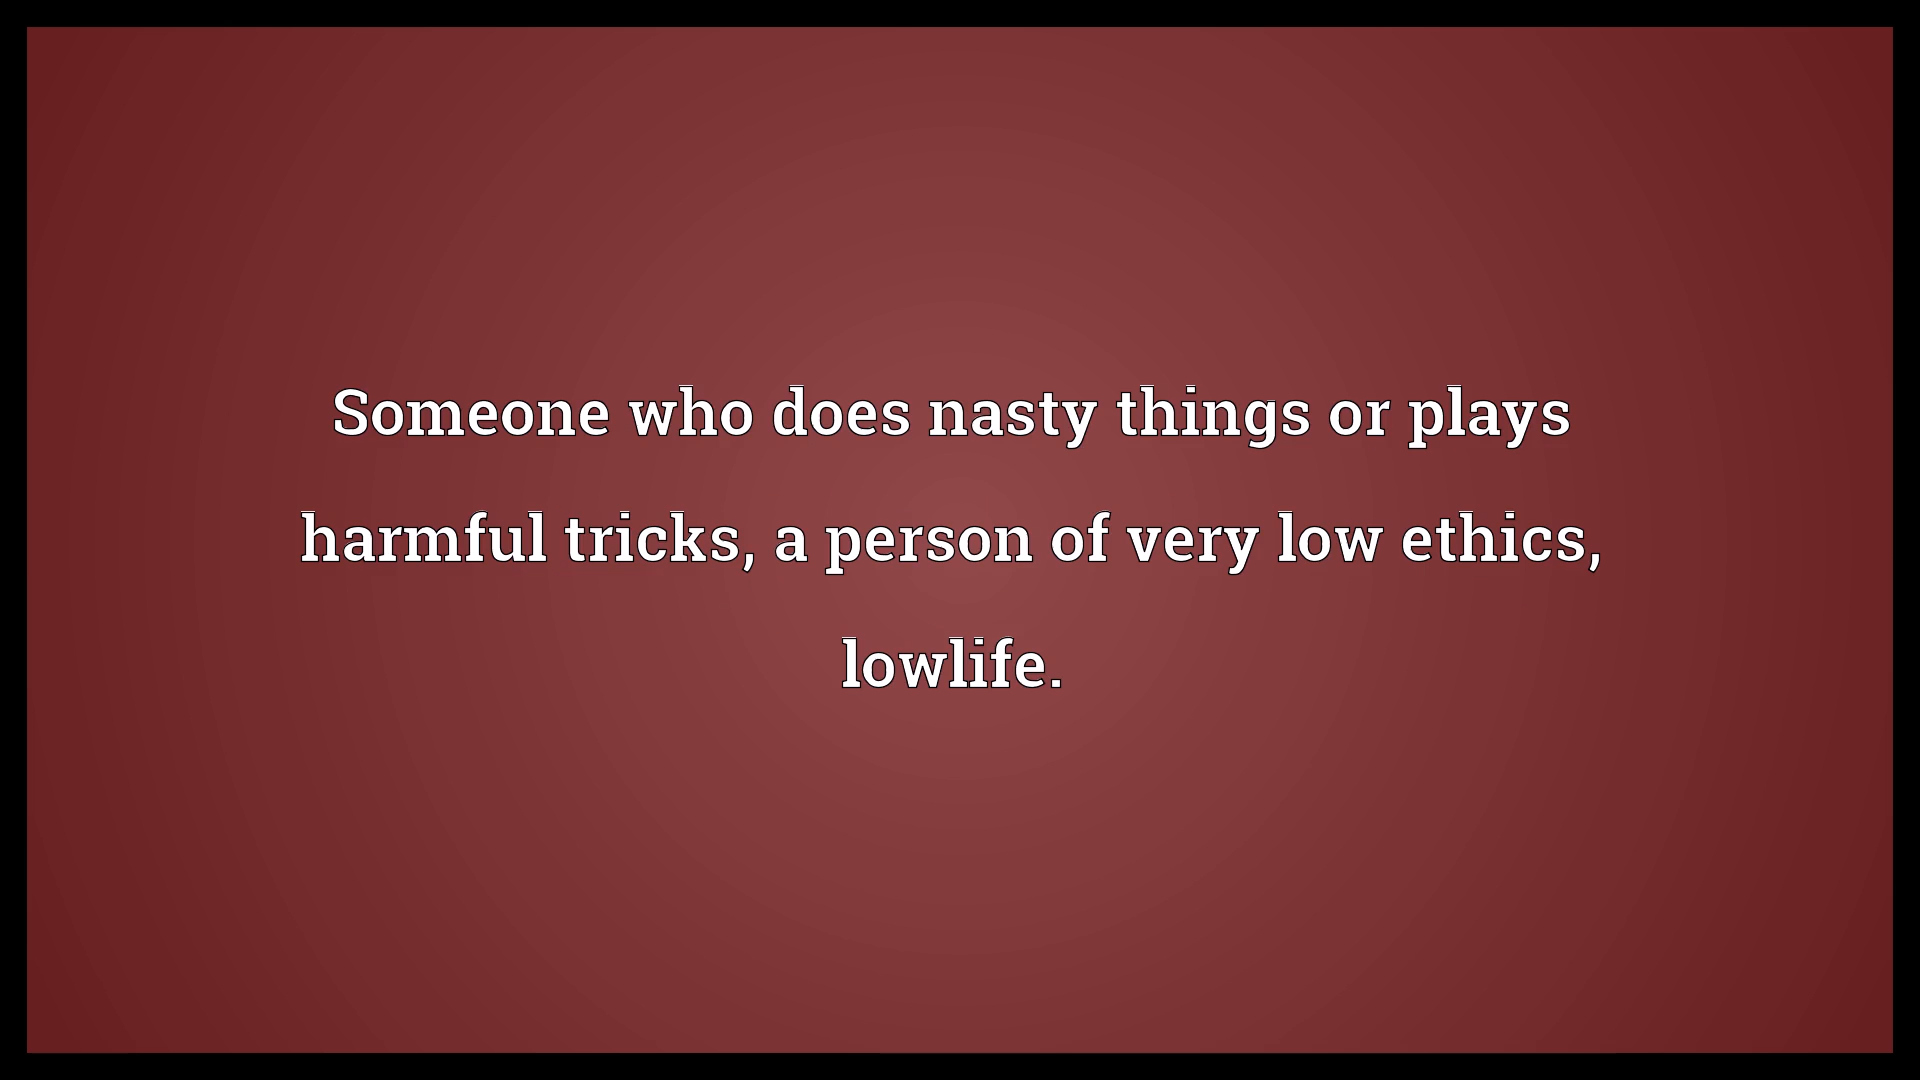 Someone who does nasty things or plays
harmful tricks, a person of very low ethics,
lowlife.